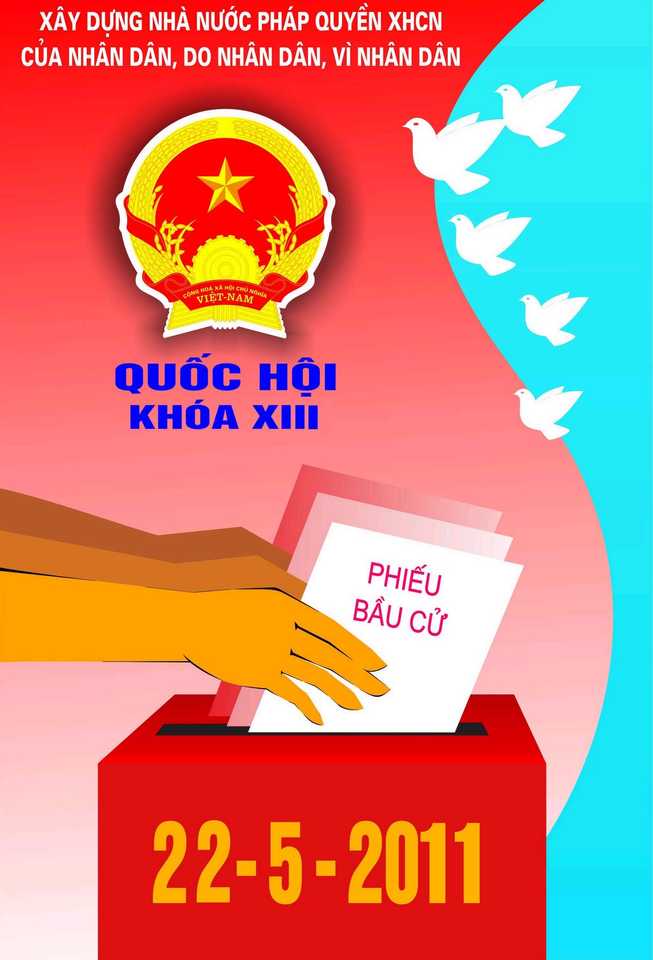 XÂY DỰNG NHÀ NƯỚC PHÁP QUYỀN XHCN
CỦA NHÂN DÂN, DO NHÂN DÂN, VÌ NHÂN DÂN
CỘNG HOÀ XÃ HỘI CHỦ NGHĨA
VIỆT-NAM
QUỐC HỘI
KHÓA XIII
PHIẾU
BẦU CỬ
22-5-2011